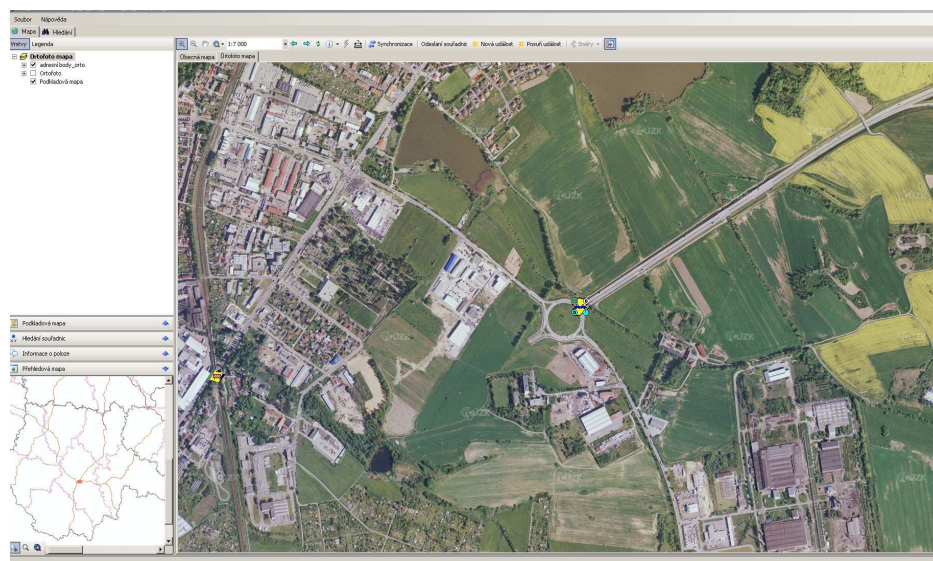 Soubor Nápověda
Mapa Hledání
Vrstvy Legenda
1:7 000 Synchronizace Odeslání souřadnic Nová událost Posuň událost Směry
Obecná mapa Ortofoto mapa
Ortofoto mapa
adresní body_orto
Ortofoto
Podkladová mapa
Podkladová mapa
Hledání souřadnic
Informace o poloze
Přehledová mapa
ČÚZK
ČÚZK
ČÚZK
ČÚZK
ČÚZK
ČÚZK
ČÚZK